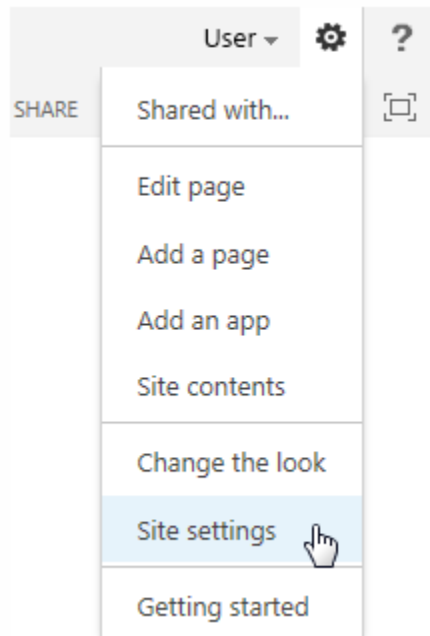 User
?
SHARE
Shared with...
Edit page
Add a page
Add an app
Site contents
Change the look
Site settings
Getting started